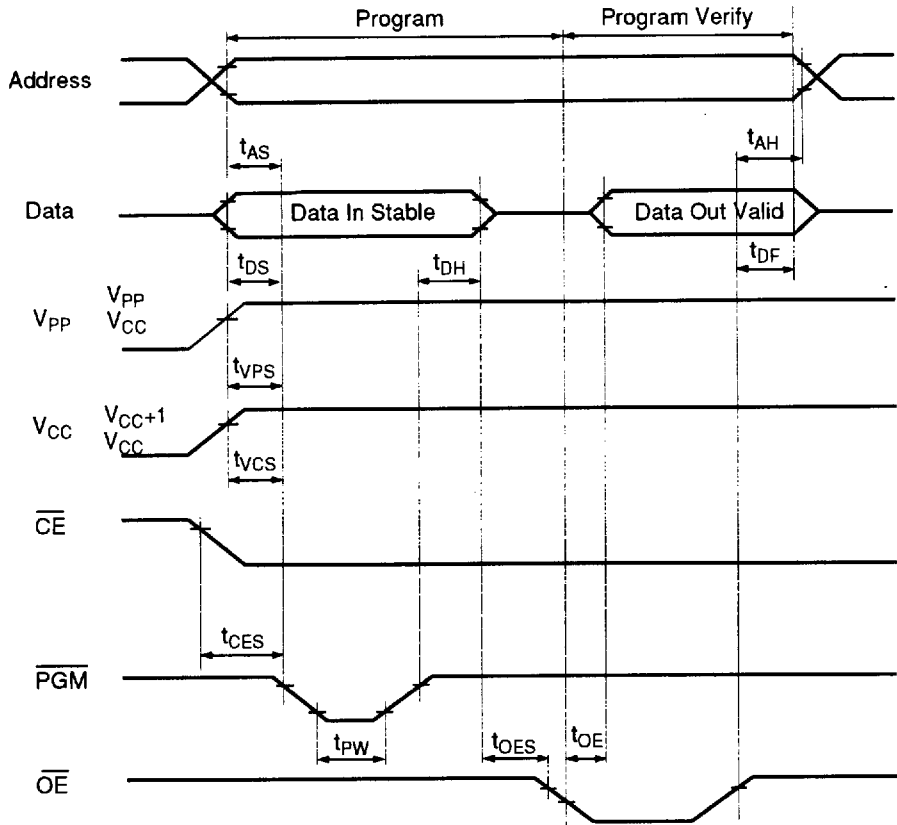 Program
Program Verify
Address
tAS
tAH
Data
Data In Stable
Data Out Valid
tDS
tDH
tDF
VPP
VPP
VCC
tVPS
VCC
VCC+1
VCC
tVCS
CE
tCES
PGM
tPW
tOES
tOE
OE